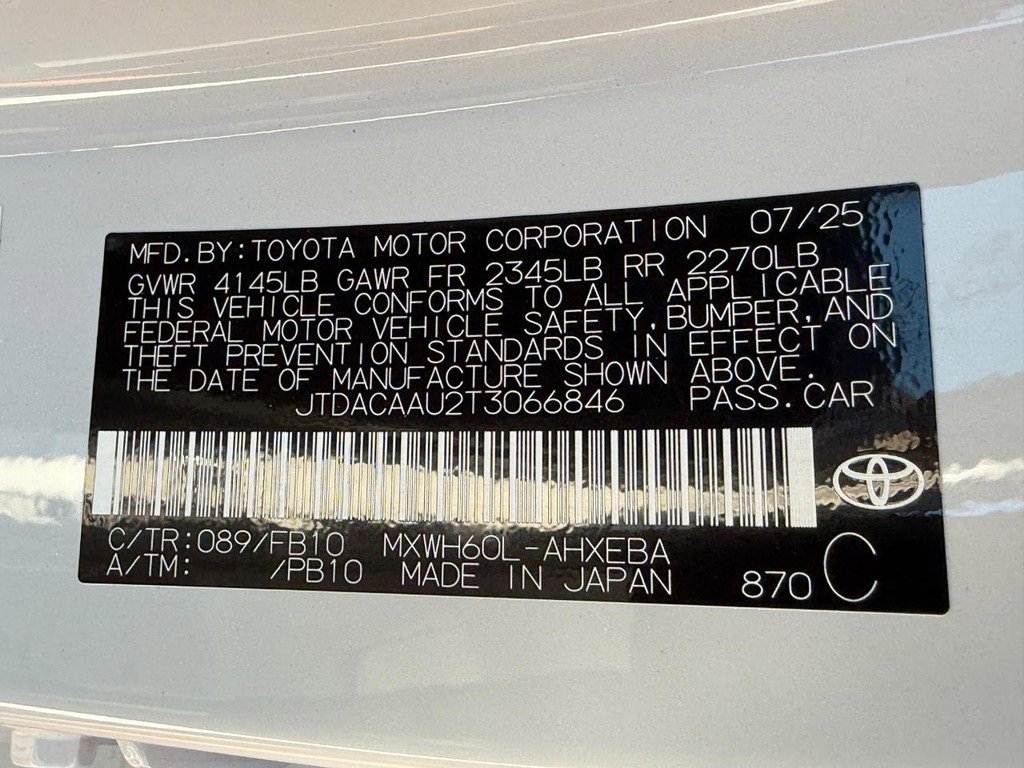 MFD.BY:TOYOTA MOTOR CORPORATION 07/25
GVWR 4145LB GAWR FR 2345LB RR 2270LB
THIS VEHICLE CONFORMS TO ALL APPLICABLE
FEDERAL MOTOR VEHICLE SAFETY,BUMPER,AND
THEFT PREVENTION STANDARDS IN EFFECT ON
THE DATE OF MANUFACTURE SHOWN ABOVE.
JTDACAAU2T3066846 PASS.CAR
C/TR:089/FB10 MXWH60L-AHXEBA
A/TM: /PB10 MADE IN JAPAN 870 C